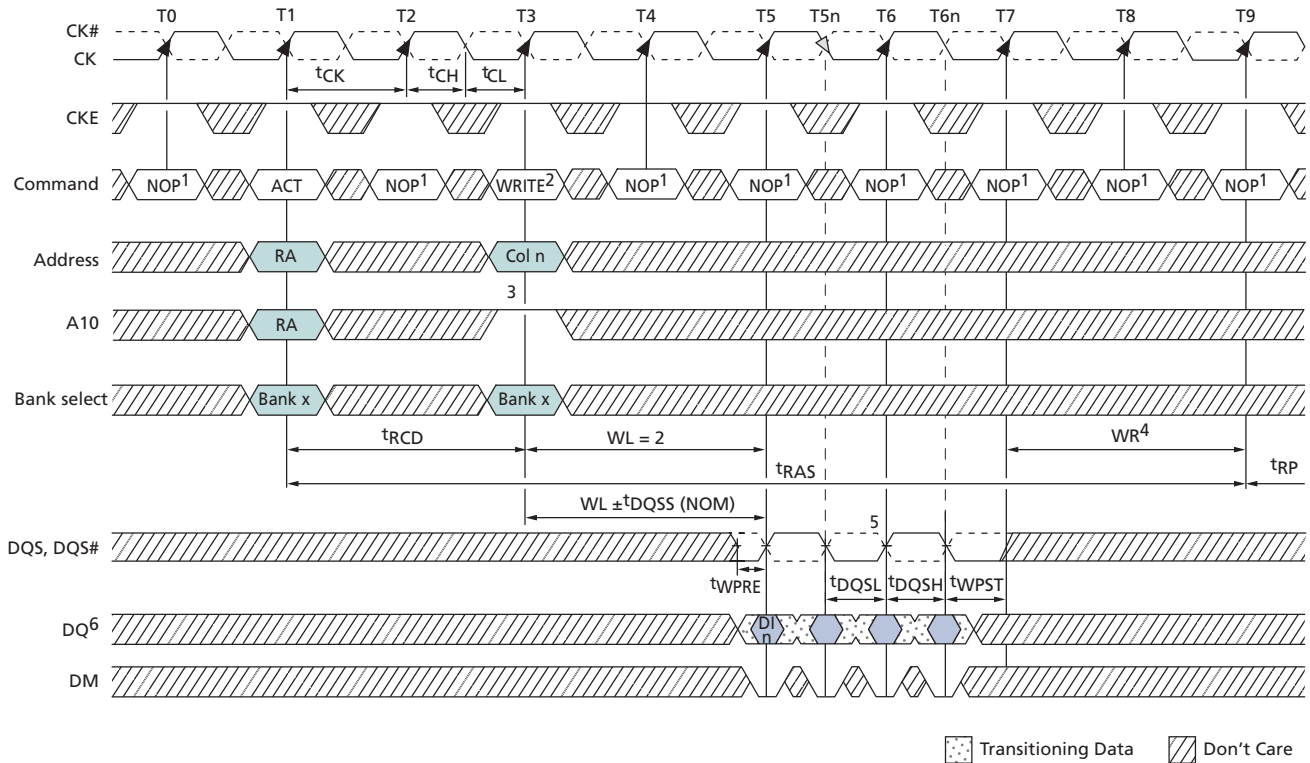 T0 T1 T2 T3 T4 T5 T5n T6 T6n T7 T8 T9
CK#
CK
tCK tCH tCL
CKE
Command NOP1 ACT NOP1 WRITE2 NOP1 NOP1 NOP1 NOP1 NOP1 NOP1
Address RA Col n
3
A10 RA
Bank select Bank x Bank x
tRCD WL = 2 WR4
tRAS tRP
WL ±tDQSS (NOM)
5
DQS, DQS#
tWPRE tDQSL tDQSH tWPST
DQ6 DI n
DM
Transitioning Data Don't Care